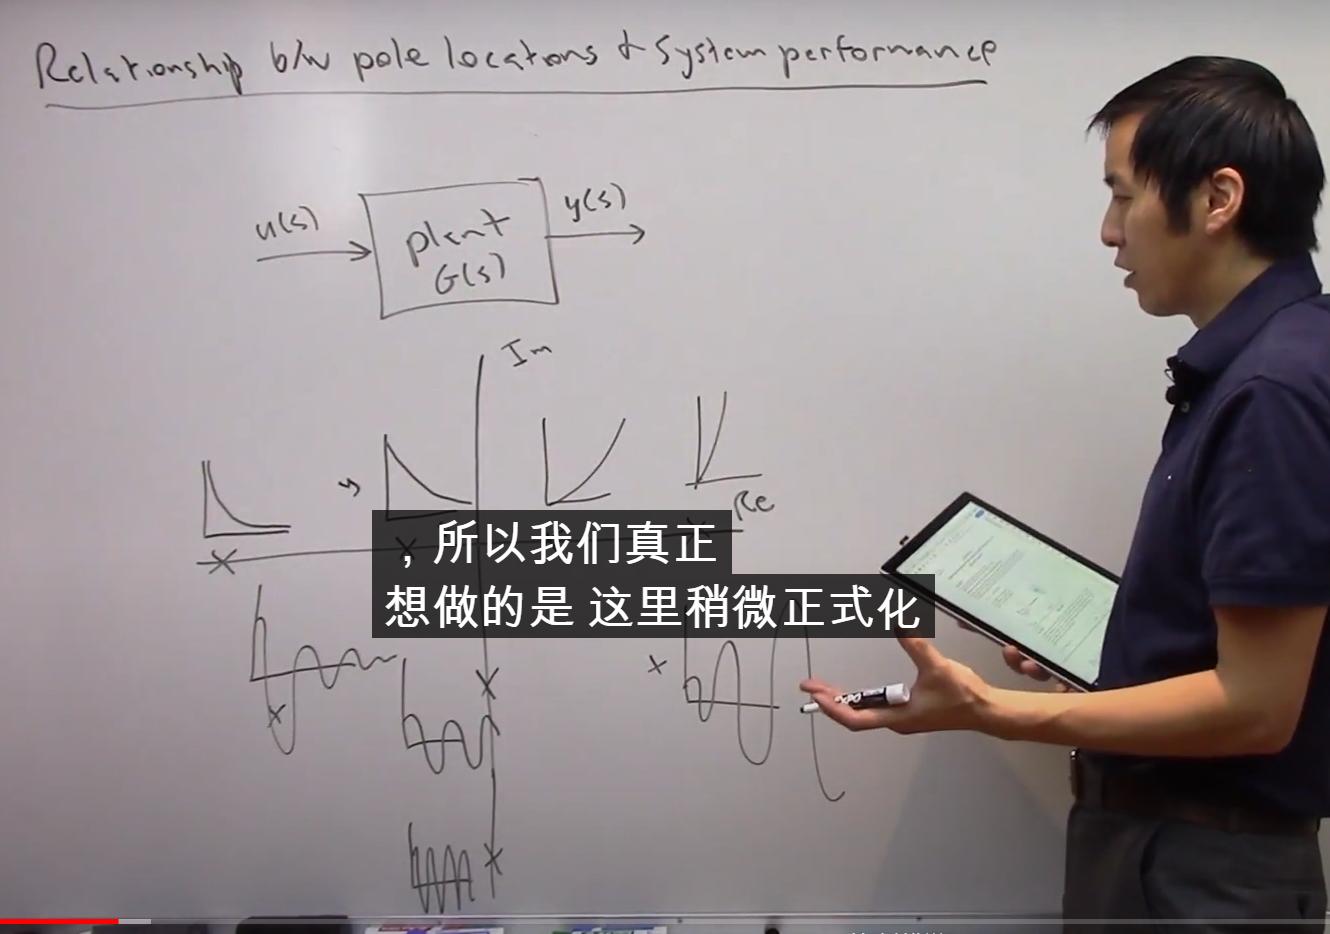 Relationship b/w pole locations & System performance
u(s)
plant
G(s)
y(s)
Im
Re
，所以我们真正
想做的是 这里稍微正式化